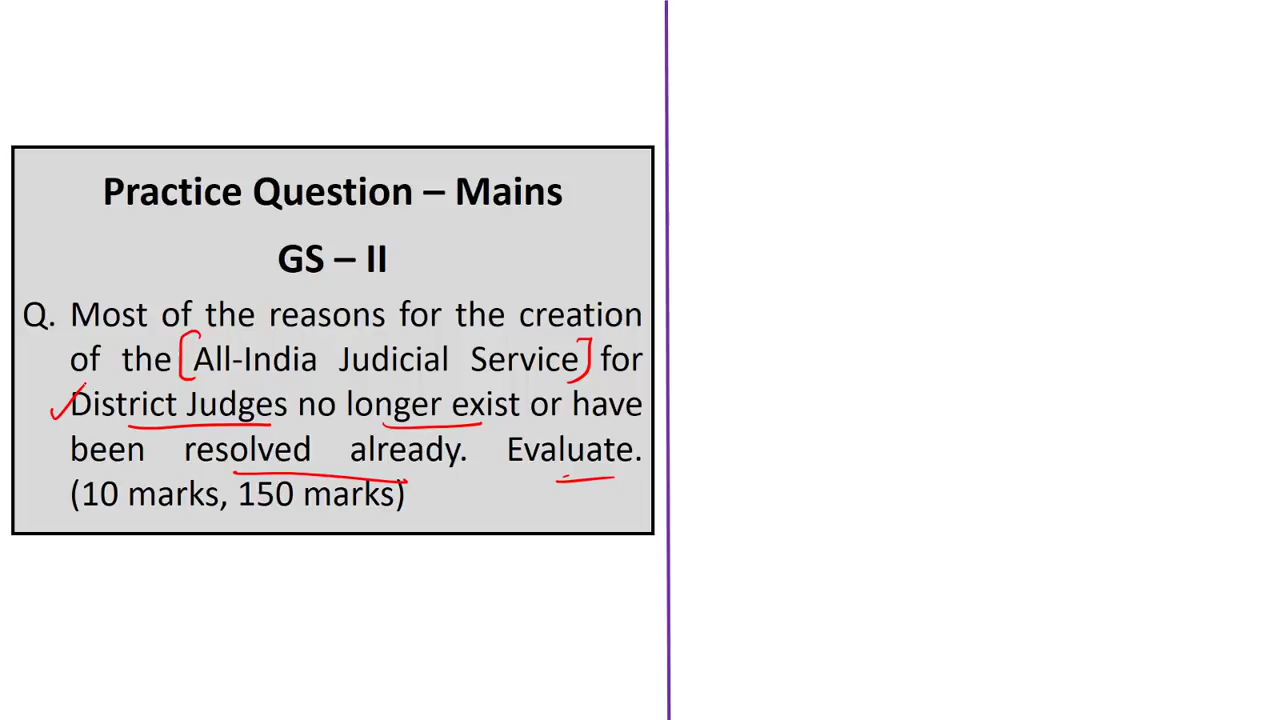 Practice Question – Mains
GS – II
Q. Most of the reasons for the creation
of the [All-India Judicial Service] for
District Judges no longer exist or have
been resolved already. Evaluate.
(10 marks, 150 marks)